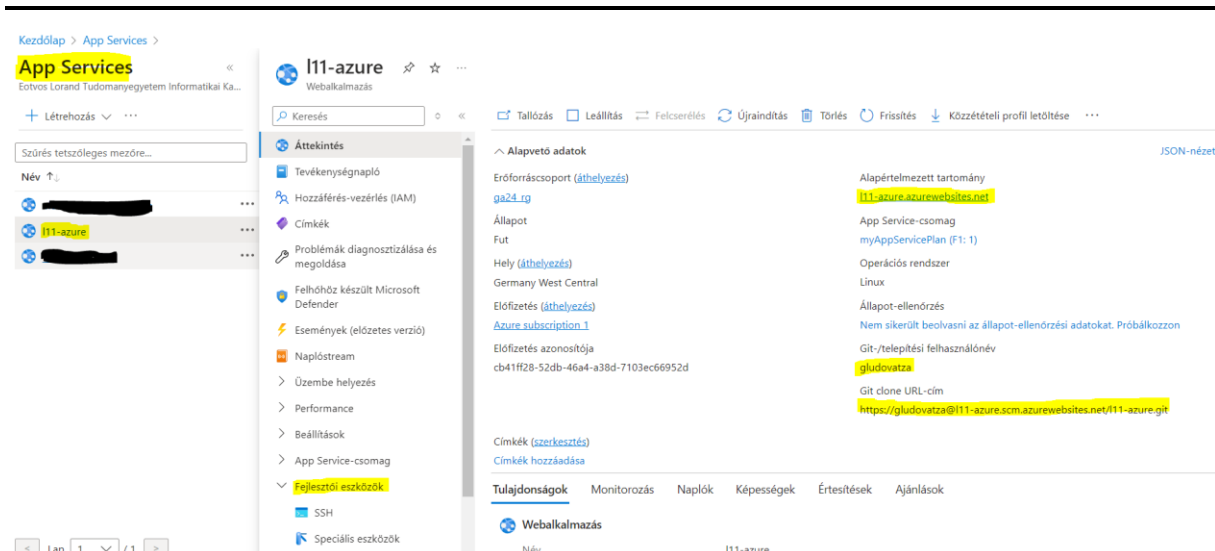 Kezdőlap > App Services >
App Services
«
Eotvos Lorand Tudomanyegyetem Informatikai Ka...
+ Létrehozás ...
Szűrés tetszőleges mezőre...
Név ↑↓
...
l11-azure ...
...
< Lap 1 / 1 >
l11-azure ...
Webalkalmazás
Keresés «
Áttekintés
Tevékenységnapló
Hozzáférés-vezérlés (IAM)
Címkék
Problémák diagnosztizálása és
megoldása
Felhőhöz készült Microsoft
Defender
Események (előzetes verzió)
Naplóstream
> Üzembe helyezés
> Performance
> Beállítások
> App Service-csomag
Fejlesztői eszközök
SSH
Speciális eszközök
Tallózás Leállítás Felcserélés Újraindítás Törlés Frissítés Közzétételi profil letöltése ...
Alapvető adatok JSON-nézet
Erőforráscsoport (áthelyezés)
ga24_rg
Állapot
Fut
Hely (áthelyezés)
Germany West Central
Előfizetés (áthelyezés)
Azure subscription 1
Előfizetés azonosítója
cb41ff28-52db-46a4-a38d-7103ec66952d
Alapértelmezett tartomány
l11-azure.azurewebsites.net
App Service-csomag
myAppServicePlan (F1: 1)
Operációs rendszer
Linux
Állapot-ellenőrzés
Nem sikerült beolvasni az állapot-ellenőrzési adatokat. Próbálkozzon
Git-/telepítési felhasználónév
gludovatza
Git clone URL-cím
https://gludovatza@l11-azure.scm.azurewebsites.net/l11-azure.git
Címkék (szerkesztés)
Címkék hozzáadása
Tulajdonságok Monitorozás Naplók Képességek Értesítések Ajánlások
Webalkalmazás
Név l11-azure